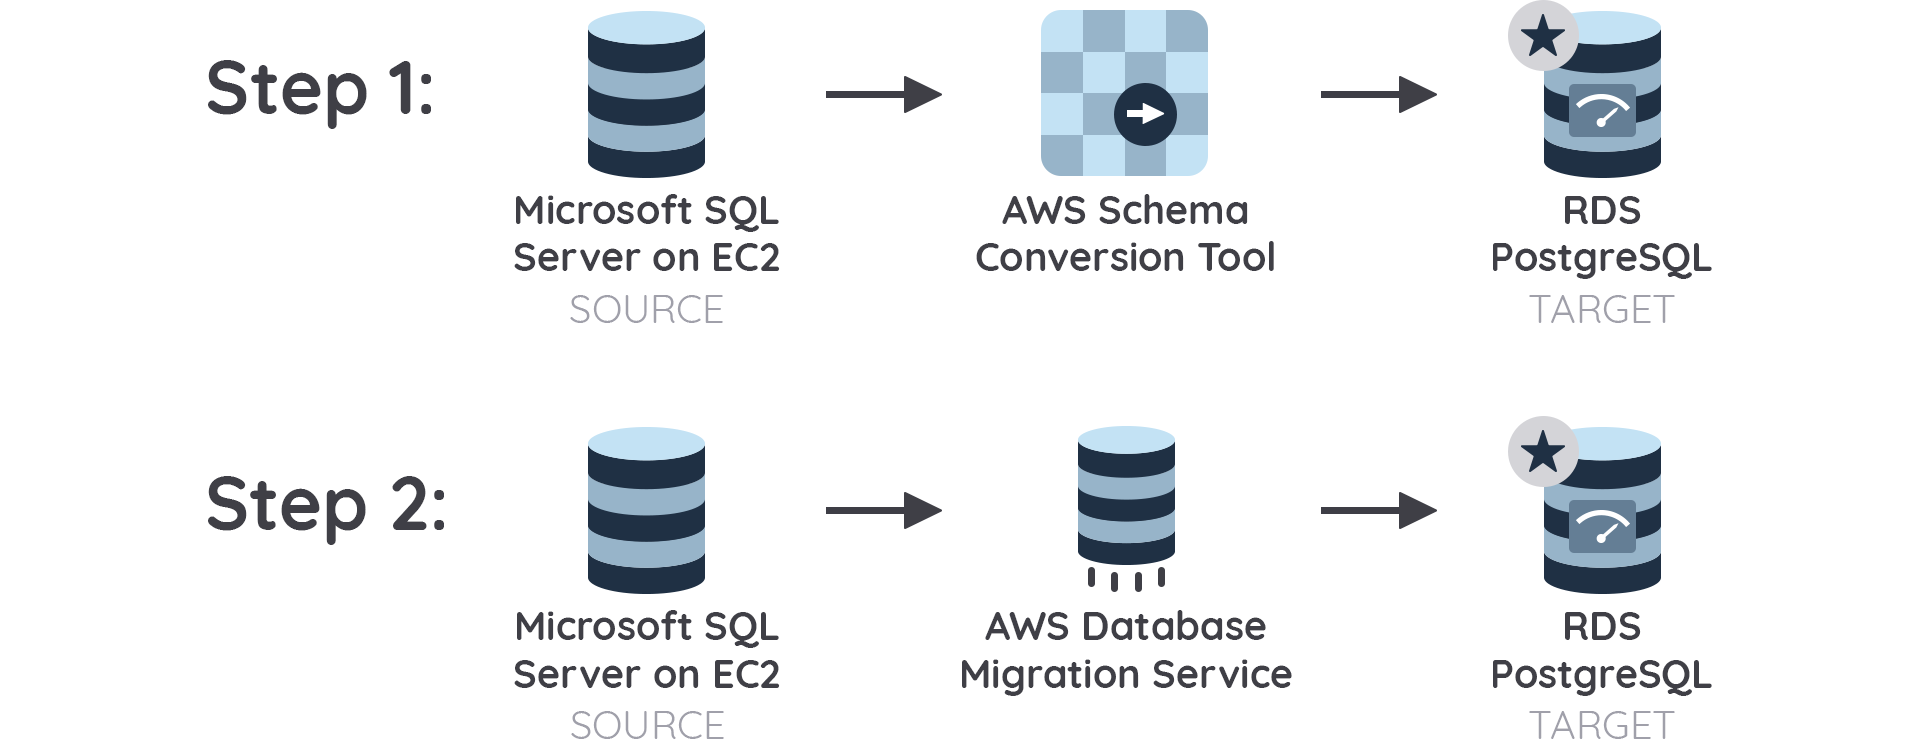 Step 1:
Microsoft SQL
Server on EC2
SOURCE
AWS Schema
Conversion Tool
RDS
PostgreSQL
TARGET
Step 2:
Microsoft SQL
Server on EC2
SOURCE
AWS Database
Migration Service
RDS
PostgreSQL
TARGET